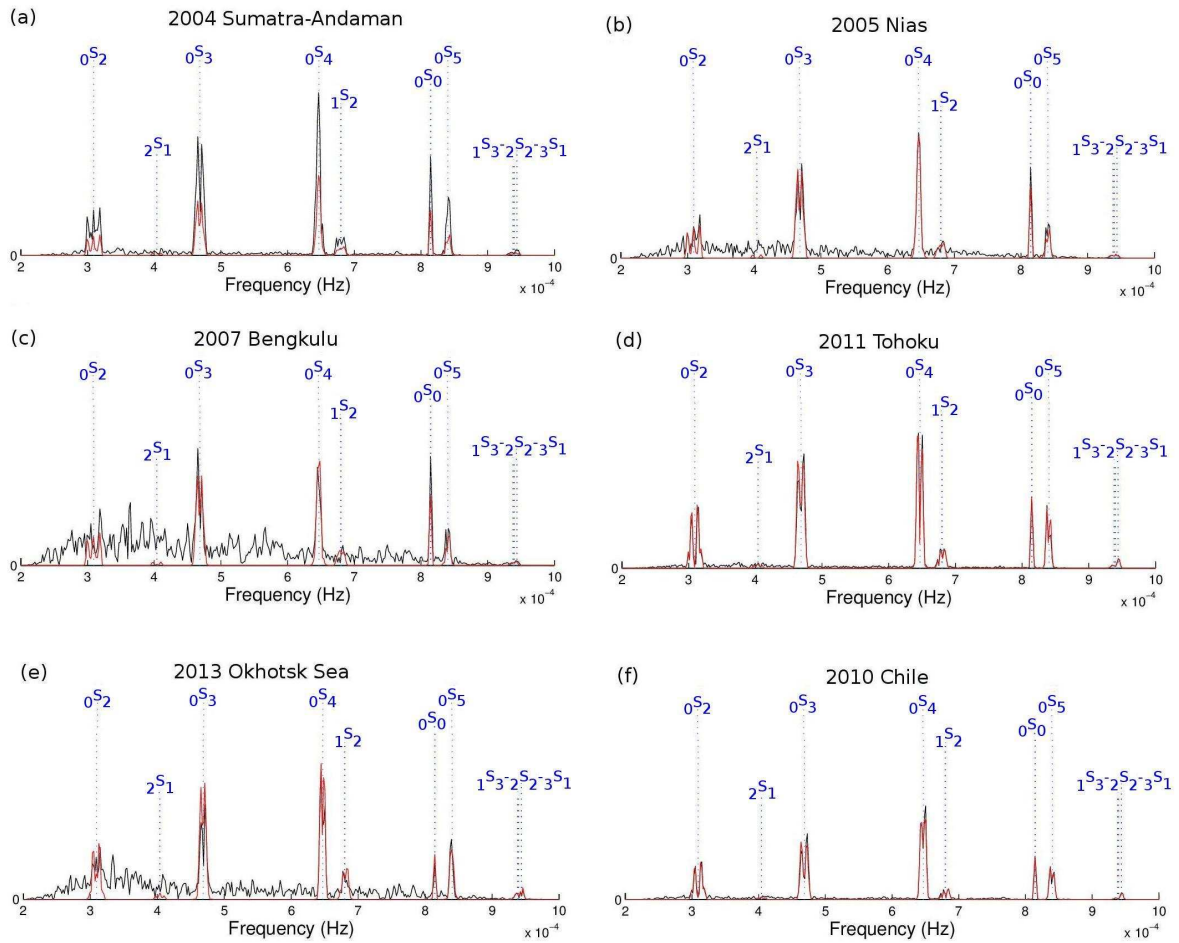 (a) 2004 Sumatra-Andaman
0S2 0S3 0S4 0S5
0S0
1S2
2S1 1S3-2S2-3S1
0
2 3 4 5 6 7 8 9 10
Frequency (Hz) x 10⁻⁴
(b) 2005 Nias
0S2 0S3 0S4 0S5
0S0
1S2
2S1 1S3-2S2-3S1
0
2 3 4 5 6 7 8 9 10
Frequency (Hz) x 10⁻⁴
(c) 2007 Bengkulu
0S2 0S3 0S4 0S5
0S0
1S2
2S1 1S3-2S2-3S1
0
2 3 4 5 6 7 8 9 10
Frequency (Hz) x 10⁻⁴
(d) 2011 Tohoku
0S2 0S3 0S4 0S5
0S0
1S2
2S1 1S3-2S2-3S1
0
2 3 4 5 6 7 8 9 10
Frequency (Hz) x 10⁻⁴
(e) 2013 Okhotsk Sea
0S2 0S3 0S4 0S5
0S0
1S2
2S1 1S3-2S2-3S1
0
2 3 4 5 6 7 8 9 10
Frequency (Hz) x 10⁻⁴
(f) 2010 Chile
0S2 0S3 0S4 0S5
0S0
1S2
2S1 1S3-2S2-3S1
0
2 3 4 5 6 7 8 9 10
Frequency (Hz) x 10⁻⁴